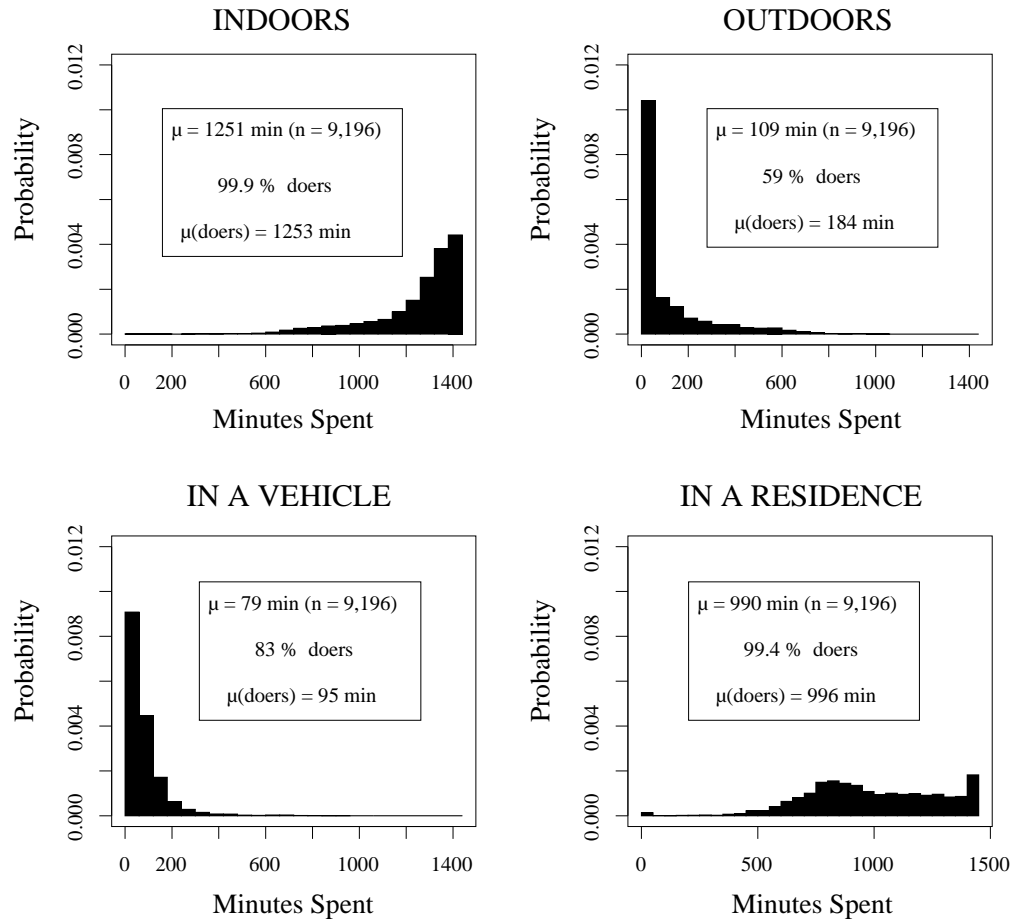 INDOORS
Probability
0.012
0.008
0.004
0.000
μ = 1251 min (n = 9,196)
99.9 % doers
μ(doers) = 1253 min
0 200 600 1000 1400
Minutes Spent
OUTDOORS
Probability
0.012
0.008
0.004
0.000
μ = 109 min (n = 9,196)
59 % doers
μ(doers) = 184 min
0 200 600 1000 1400
Minutes Spent
IN A VEHICLE
Probability
0.012
0.008
0.004
0.000
μ = 79 min (n = 9,196)
83 % doers
μ(doers) = 95 min
0 200 600 1000 1400
Minutes Spent
IN A RESIDENCE
Probability
0.012
0.008
0.004
0.000
μ = 990 min (n = 9,196)
99.4 % doers
μ(doers) = 996 min
0 500 1000 1500
Minutes Spent